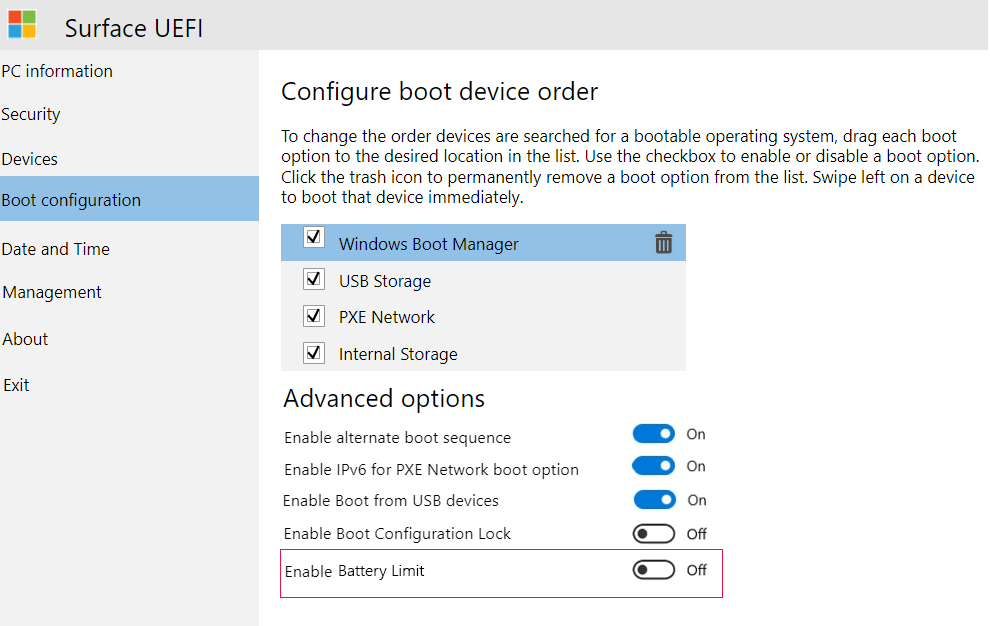 Surface UEFI
PC information
Security
Devices
Boot configuration
Date and Time
Management
About
Exit
Configure boot device order
To change the order devices are searched for a bootable operating system, drag each boot
option to the desired location in the list. Use the checkbox to enable or disable a boot option.
Click the trash icon to permanently remove a boot option from the list. Swipe left on a device
to boot that device immediately.
Windows Boot Manager
USB Storage
PXE Network
Internal Storage
Advanced options
Enable alternate boot sequence On
Enable IPv6 for PXE Network boot option On
Enable Boot from USB devices On
Enable Boot Configuration Lock Off
Enable Battery Limit Off